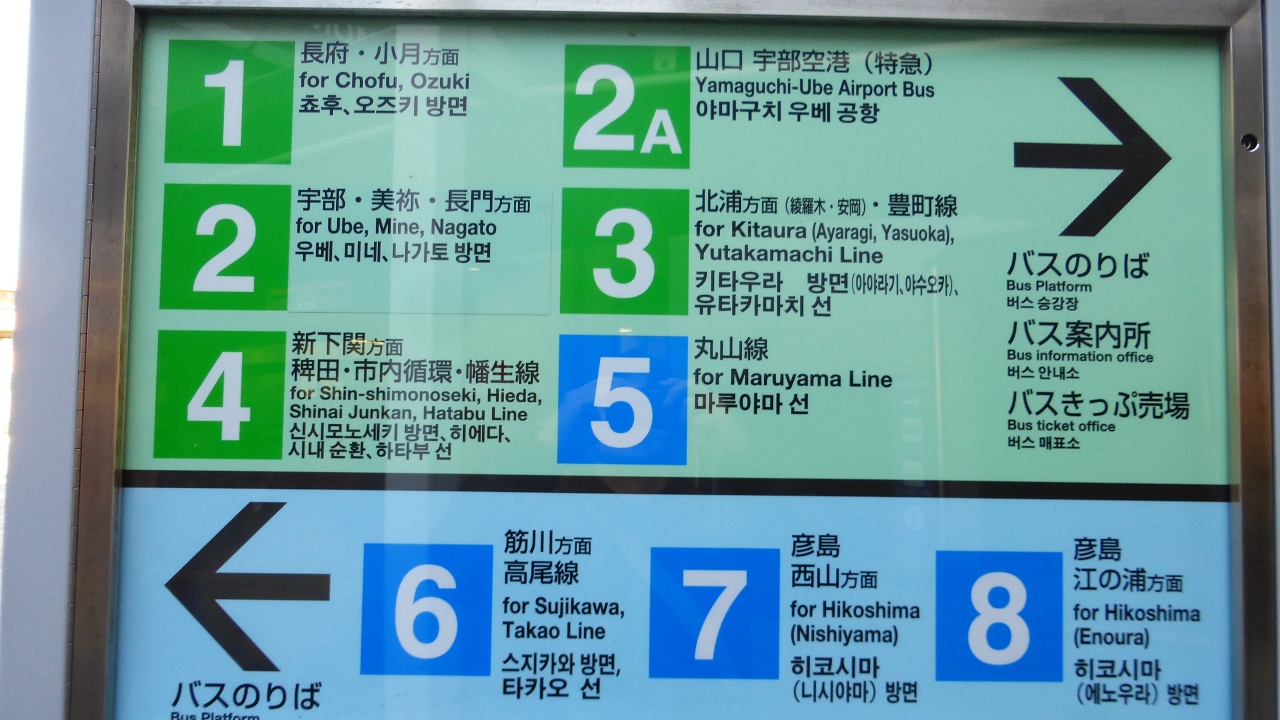 1
長府・小月方面
for Chofu, Ozuki
쵸후、오즈키 방면
2A
山口 宇部空港（特急）
Yamaguchi-Ube Airport Bus
야마구치 우베 공항
2
宇部・美祢・長門方面
for Ube, Mine, Nagato
우베、미네、나가토 방면
3
北浦方面（綾羅木・安岡）・豊町線
for Kitaura (Ayaragi, Yasuoka),
Yutakamachi Line
키타우라 방면(아야라기、야수오카)、
유타카마치 선
4
新下関方面
稗田・市内循環・幡生線
for Shin-shimonoseki, Hieda,
Shinai Junkan, Hatabu Line
신시모노세키 방면、히에다、
시내 순환、하타부 선
5
丸山線
for Maruyama Line
마루야마 선
バスのりば
Bus Platform
버스 승강장
バス案内所
Bus information office
버스 안내소
バスきっぷ売場
Bus ticket office
버스 매표소
バスのりば
Bus Platform
6
筋川方面
高尾線
for Sujikawa,
Takao Line
스지카와 방면,
타카오 선
7
彦島
西山方面
for Hikoshima
(Nishiyama)
히코시마
（니시야마）방면
8
彦島
江の浦方面
for Hikoshima
(Enoura)
히코시마
（에노우라）방면